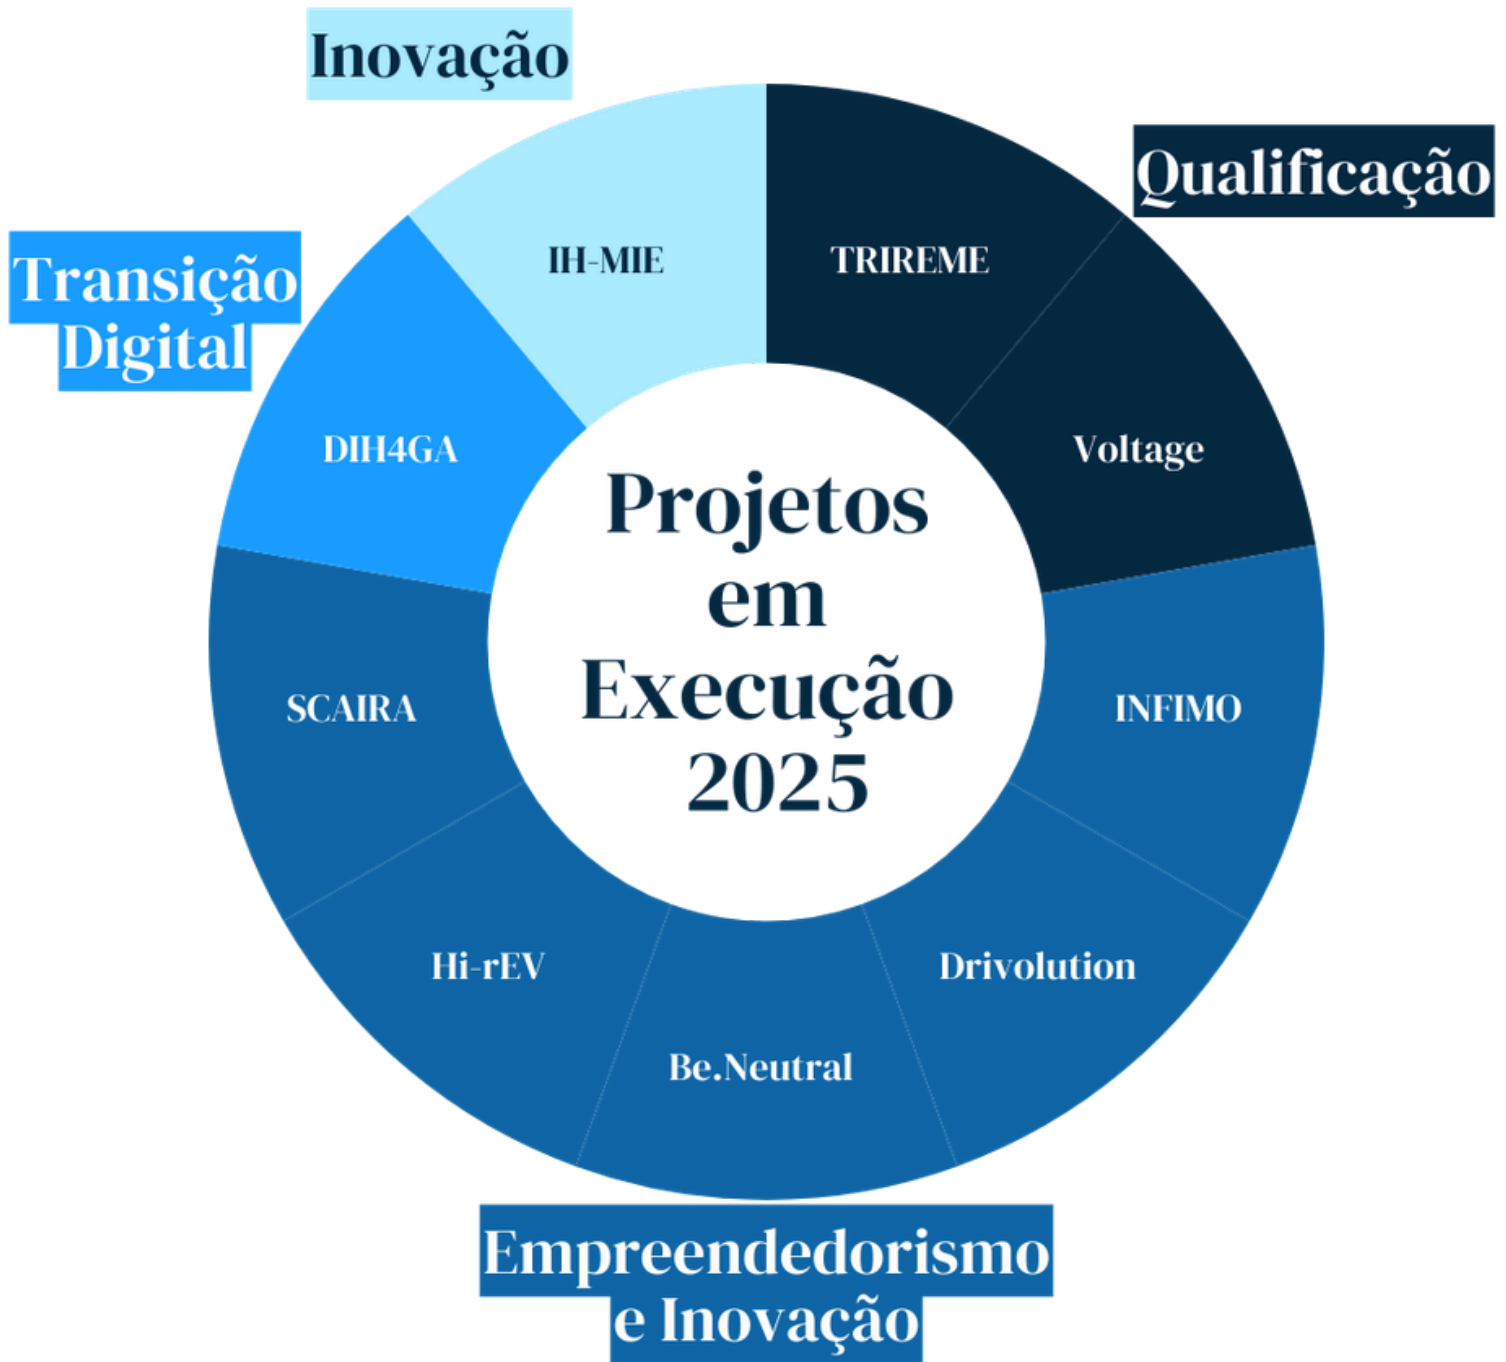 Inovação
Qualificação
Transição
Digital
IH-MIE
TRIREME
DIH4GA
Voltage
Projetos
em
Execução
2025
SCAIRA
INFIMO
Hi-rEV
Drivolution
Be.Neutral
Empreendedorismo
e Inovação